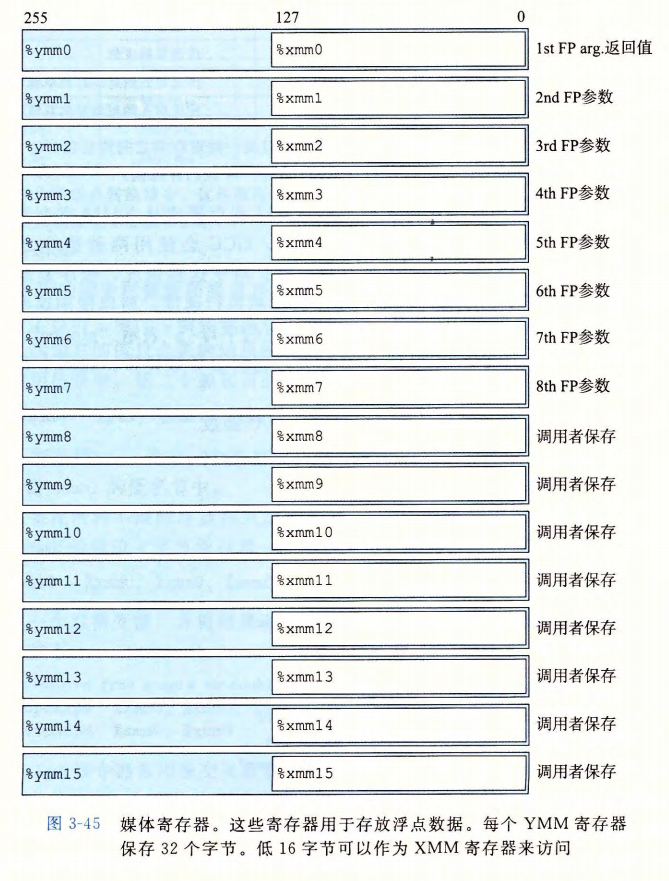 255 127 0
%ymm0 %xmm0 1st FP arg.返回值
%ymm1 %xmm1 2nd FP参数
%ymm2 %xmm2 3rd FP参数
%ymm3 %xmm3 4th FP参数
%ymm4 %xmm4 5th FP参数
%ymm5 %xmm5 6th FP参数
%ymm6 %xmm6 7th FP参数
%ymm7 %xmm7 8th FP参数
%ymm8 %xmm8 调用者保存
%ymm9 %xmm9 调用者保存
%ymm10 %xmm10 调用者保存
%ymm11 %xmm11 调用者保存
%ymm12 %xmm12 调用者保存
%ymm13 %xmm13 调用者保存
%ymm14 %xmm14 调用者保存
%ymm15 %xmm15 调用者保存
图 3-45 媒体寄存器。这些寄存器用于存放浮点数据。每个 YMM 寄存器
保存 32 个字节。低 16 字节可以作为 XMM 寄存器来访问